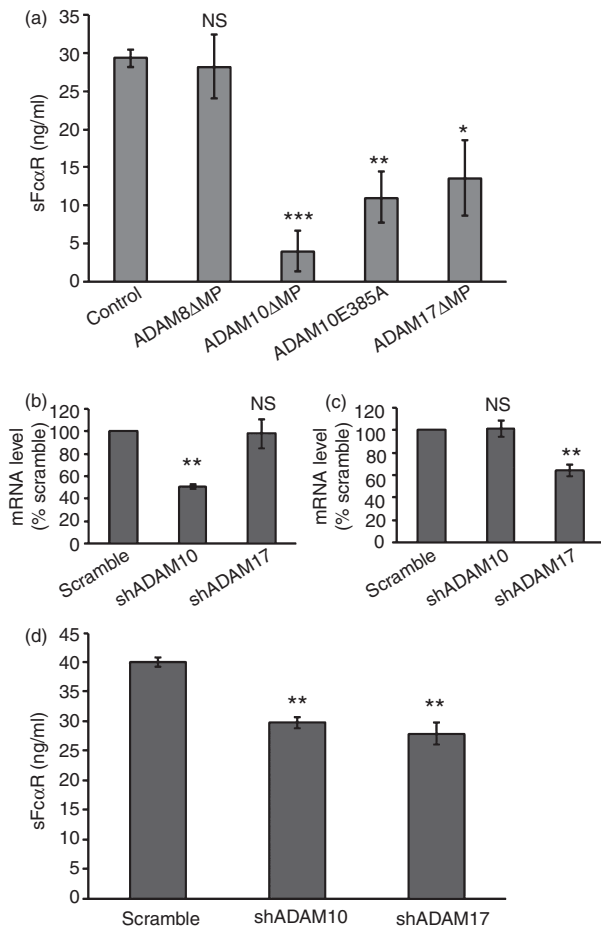 (a)
35
30
25
20
15
10
5
0
sFcαR (ng/ml)
NS
***
**
*
Control
ADAM8ΔMP
ADAM10ΔMP
ADAM10E385A
ADAM17ΔMP
(b)
120
100
80
60
40
20
0
mRNA level
(% scramble)
**
NS
Scramble
shADAM10
shADAM17
(c)
120
100
80
60
40
20
0
mRNA level
(% scramble)
NS
**
Scramble
shADAM10
shADAM17
(d)
45
40
35
30
25
20
15
10
5
0
sFcαR (ng/ml)
**
**
Scramble
shADAM10
shADAM17